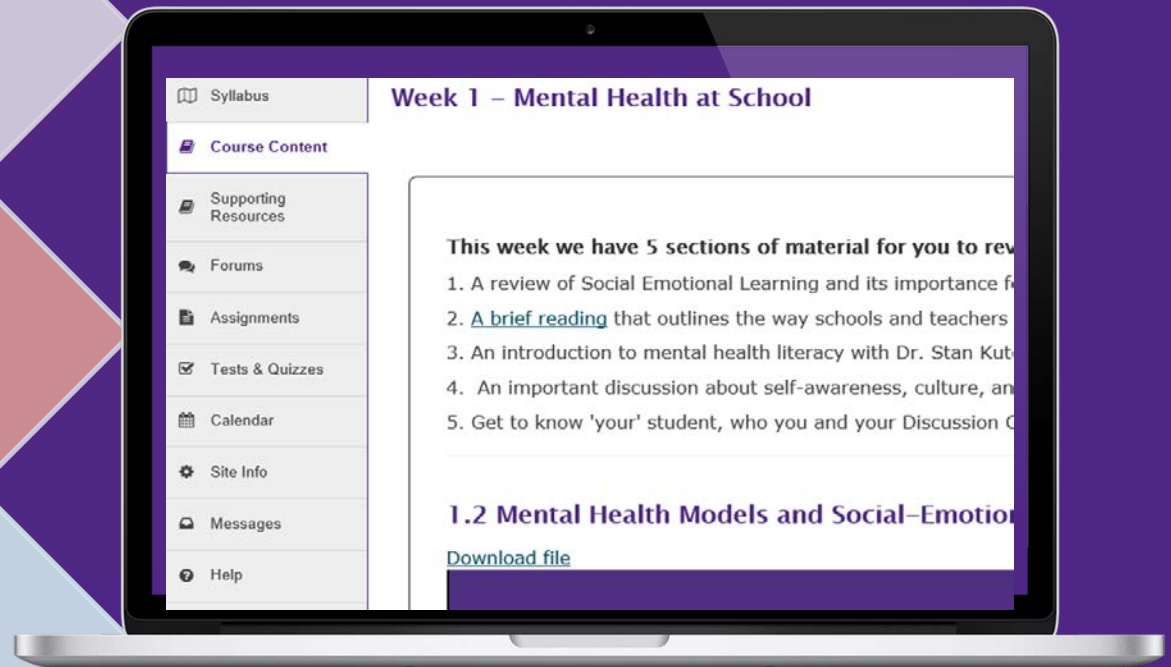 Syllabus
Course Content
Supporting
Resources
Forums
Assignments
Tests & Quizzes
Calendar
Site Info
Messages
Help
Week 1 – Mental Health at School
This week we have 5 sections of material for you to rev
1. A review of Social Emotional Learning and its importance f
2. A brief reading that outlines the way schools and teachers
3. An introduction to mental health literacy with Dr. Stan Kut
4. An important discussion about self-awareness, culture, an
5. Get to know 'your' student, who you and your Discussion
1.2 Mental Health Models and Social–Emotion
Download file